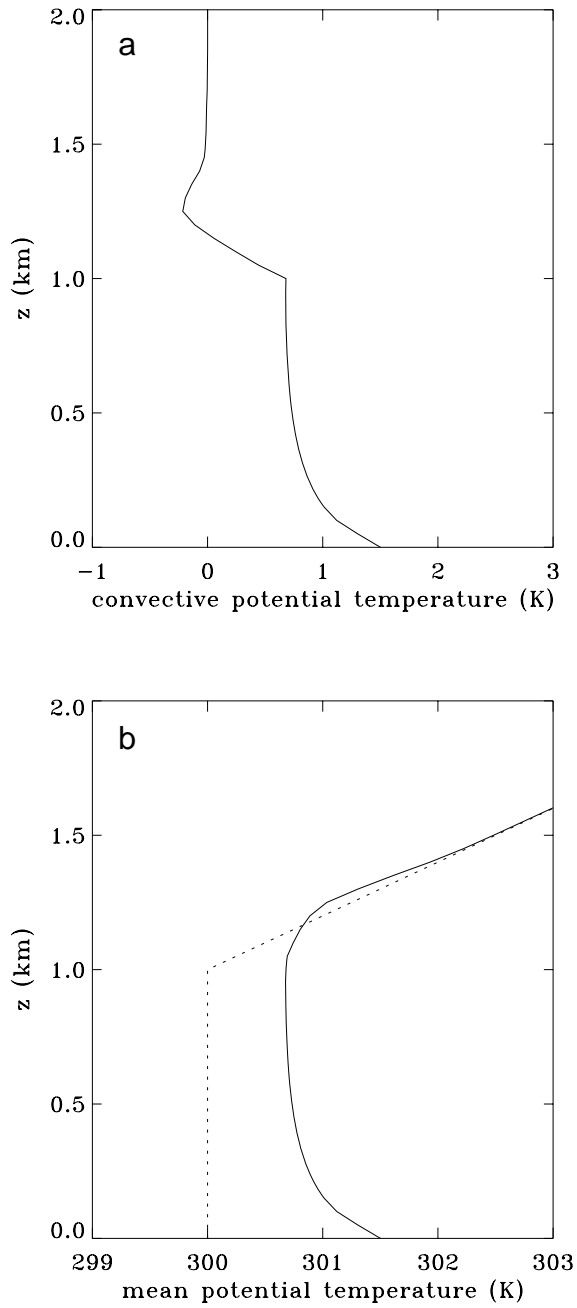 a
2.0
1.5
1.0
0.5
0.0
z (km)
−1 0 1 2 3
convective potential temperature (K)
b
2.0
1.5
1.0
0.5
0.0
z (km)
299 300 301 302 303
mean potential temperature (K)